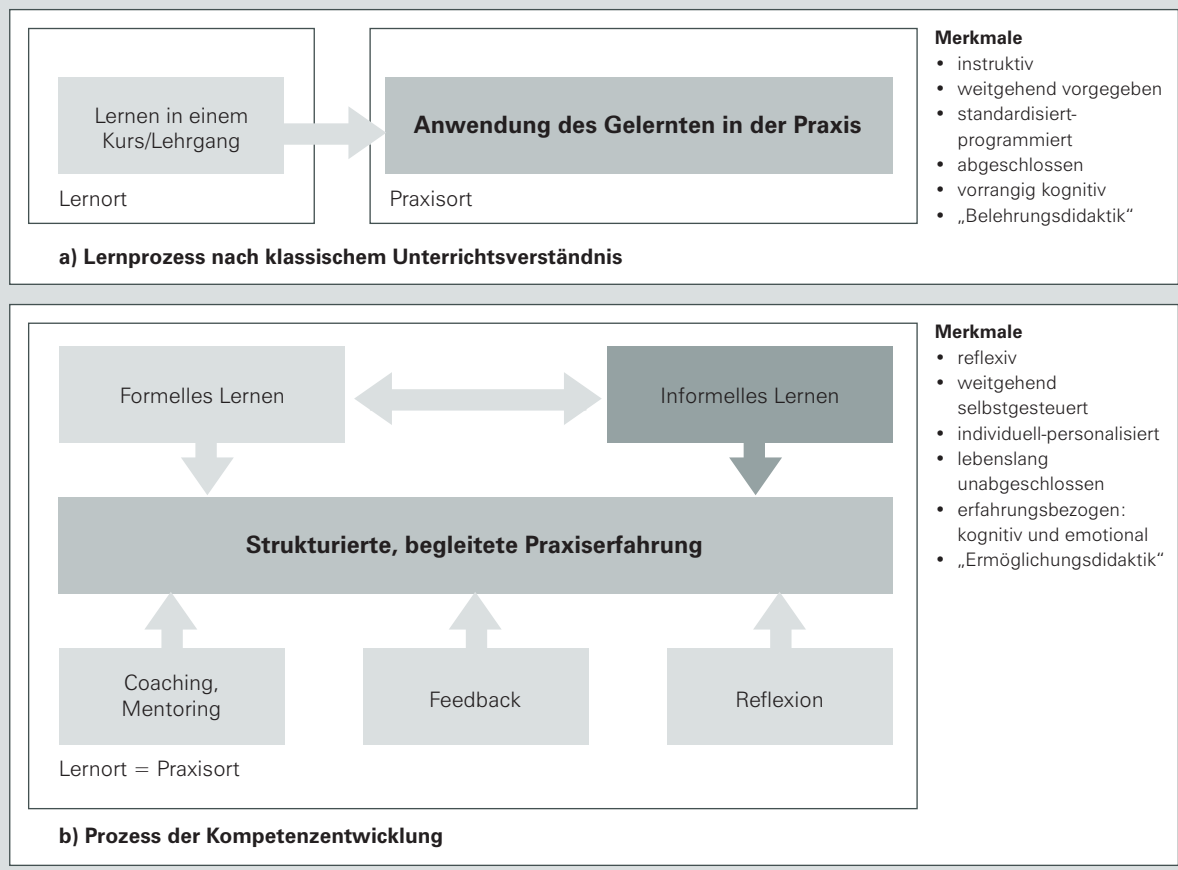 Lernen in einem
Kurs/Lehrgang
Lernort
Anwendung des Gelernten in der Praxis
Praxisort
a) Lernprozess nach klassischem Unterrichtsverständnis
Merkmale
• instruktiv
• weitgehend vorgegeben
• standardisiert-
programmiert
• abgeschlossen
• vorrangig kognitiv
• „Belehrungsdidaktik“
Formelles Lernen
Informelles Lernen
Strukturierte, begleitete Praxiserfahrung
Coaching,
Mentoring
Feedback
Reflexion
Lernort = Praxisort
b) Prozess der Kompetenzentwicklung
Merkmale
• reflexiv
• weitgehend
selbstgesteuert
• individuell-personalisiert
• lebenslang
unabgeschlossen
• erfahrungsbezogen:
kognitiv und emotional
• „Ermöglichungsdidaktik“